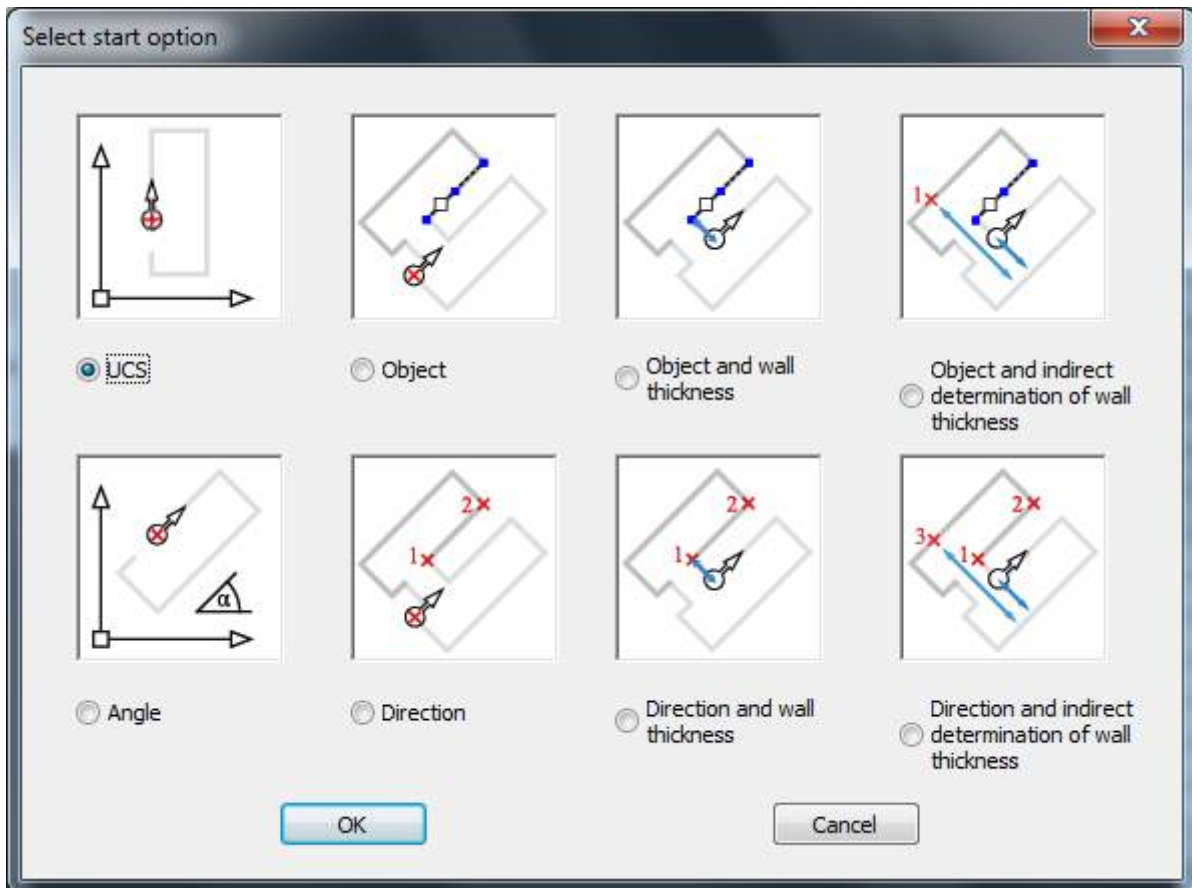 Select start option
1
UCS
Object
Object and wall
thickness
Object and indirect
determination of wall
thickness
α
2
1
2
1
2
3
1
Angle
Direction
Direction and wall
thickness
Direction and indirect
determination of wall
thickness
OK
Cancel